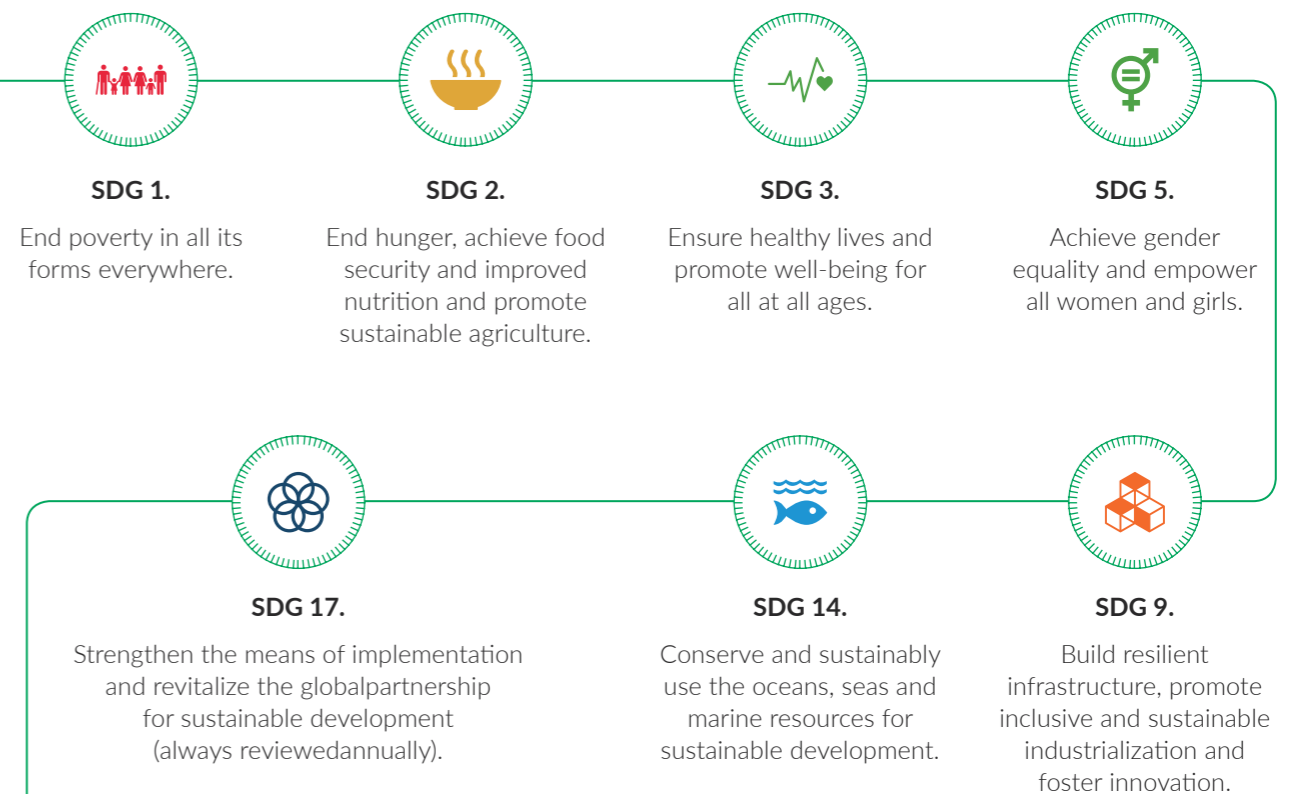 SDG 1.
End poverty in all its
forms everywhere.
SDG 2.
End hunger, achieve food
security and improved
nutrition and promote
sustainable agriculture.
SDG 3.
Ensure healthy lives and
promote well-being for
all at all ages.
SDG 5.
Achieve gender
equality and empower
all women and girls.
SDG 17.
Strengthen the means of implementation
and revitalize the globalpartnership
for sustainable development
(always reviewedannually).
SDG 14.
Conserve and sustainably
use the oceans, seas and
marine resources for
sustainable development.
SDG 9.
Build resilient
infrastructure, promote
inclusive and sustainable
industrialization and
foster innovation.